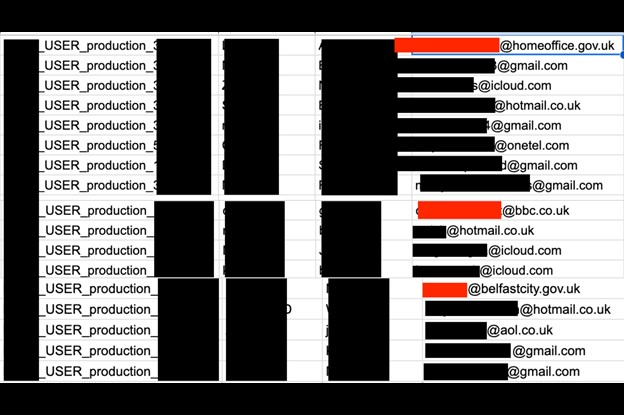 _USER_production_3 @homeoffice.gov.uk
_USER_production_3 @gmail.com
_USER_production_3 s@icloud.com
_USER_production_3 @hotmail.co.uk
_USER_production_3 4@gmail.com
_USER_production_5 @onetel.com
_USER_production_1 d@gmail.com
_USER_production_3 s@gmail.com
_USER_production_ @bbc.co.uk
_USER_production_ @hotmail.co.uk
_USER_production_ @icloud.com
_USER_production_ @icloud.com
_USER_production_ @belfastcity.gov.uk
_USER_production_ @hotmail.co.uk
_USER_production_ @aol.co.uk
_USER_production_ @gmail.com
_USER_production_ @gmail.com